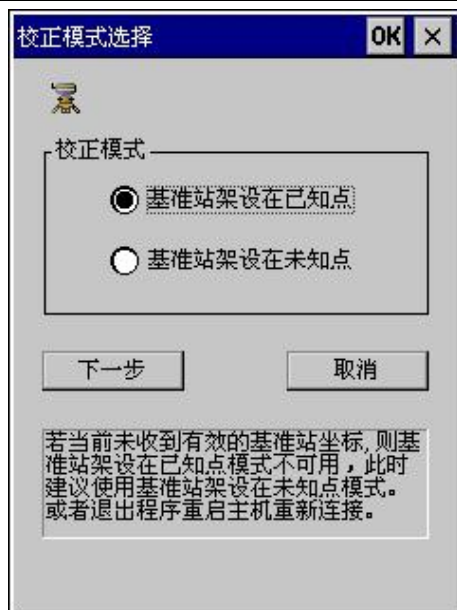 校正模式选择 OK ×
校正模式
基准站架设在已知点
基准站架设在未知点
下一步 取消
若当前未收到有效的基准站坐标,则基
准站架设在已知点模式不可用，此时
建议使用基准站架设在未知点模式。
或者退出程序重启主机重新连接。